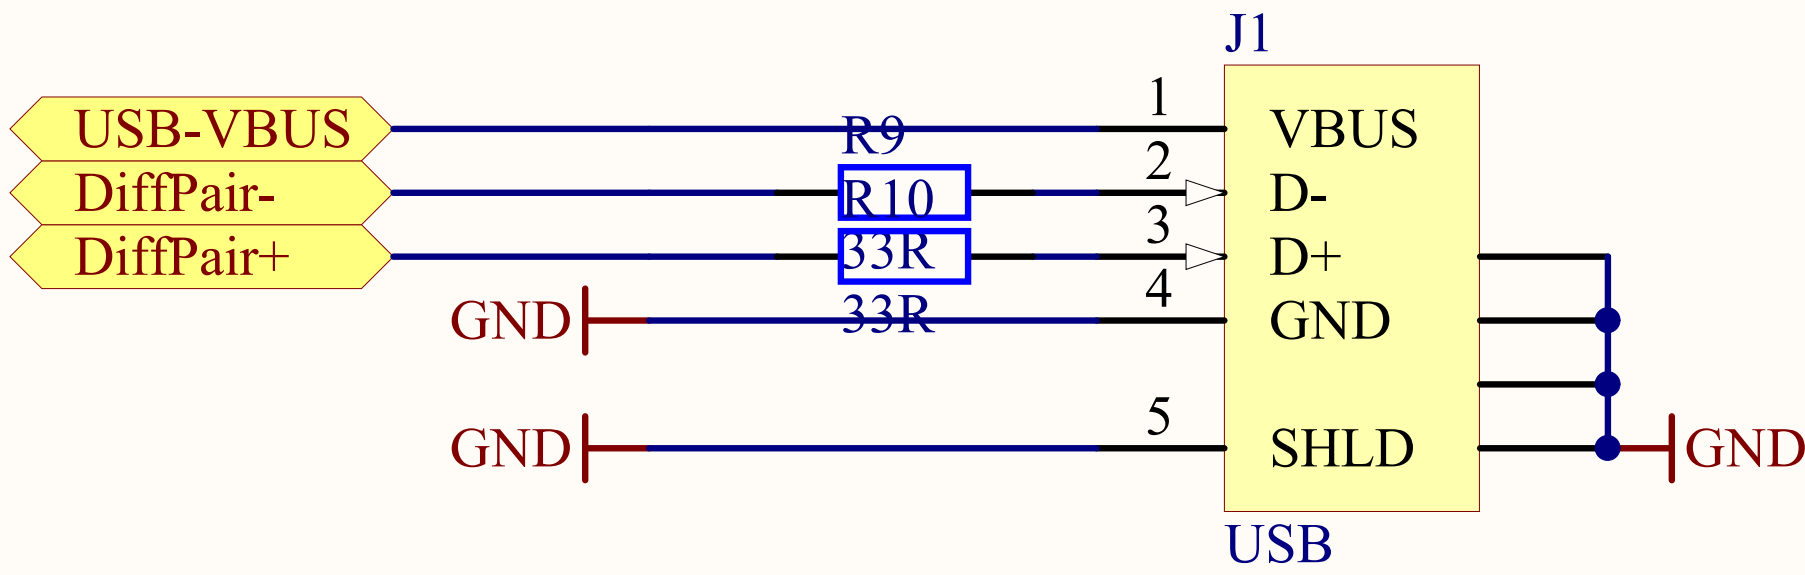 J1
USB-VBUS R9 1 VBUS
DiffPair- R10 2 D-
DiffPair+ 33R 3 D+
GND 33R 4 GND
GND 5 SHLD GND
USB